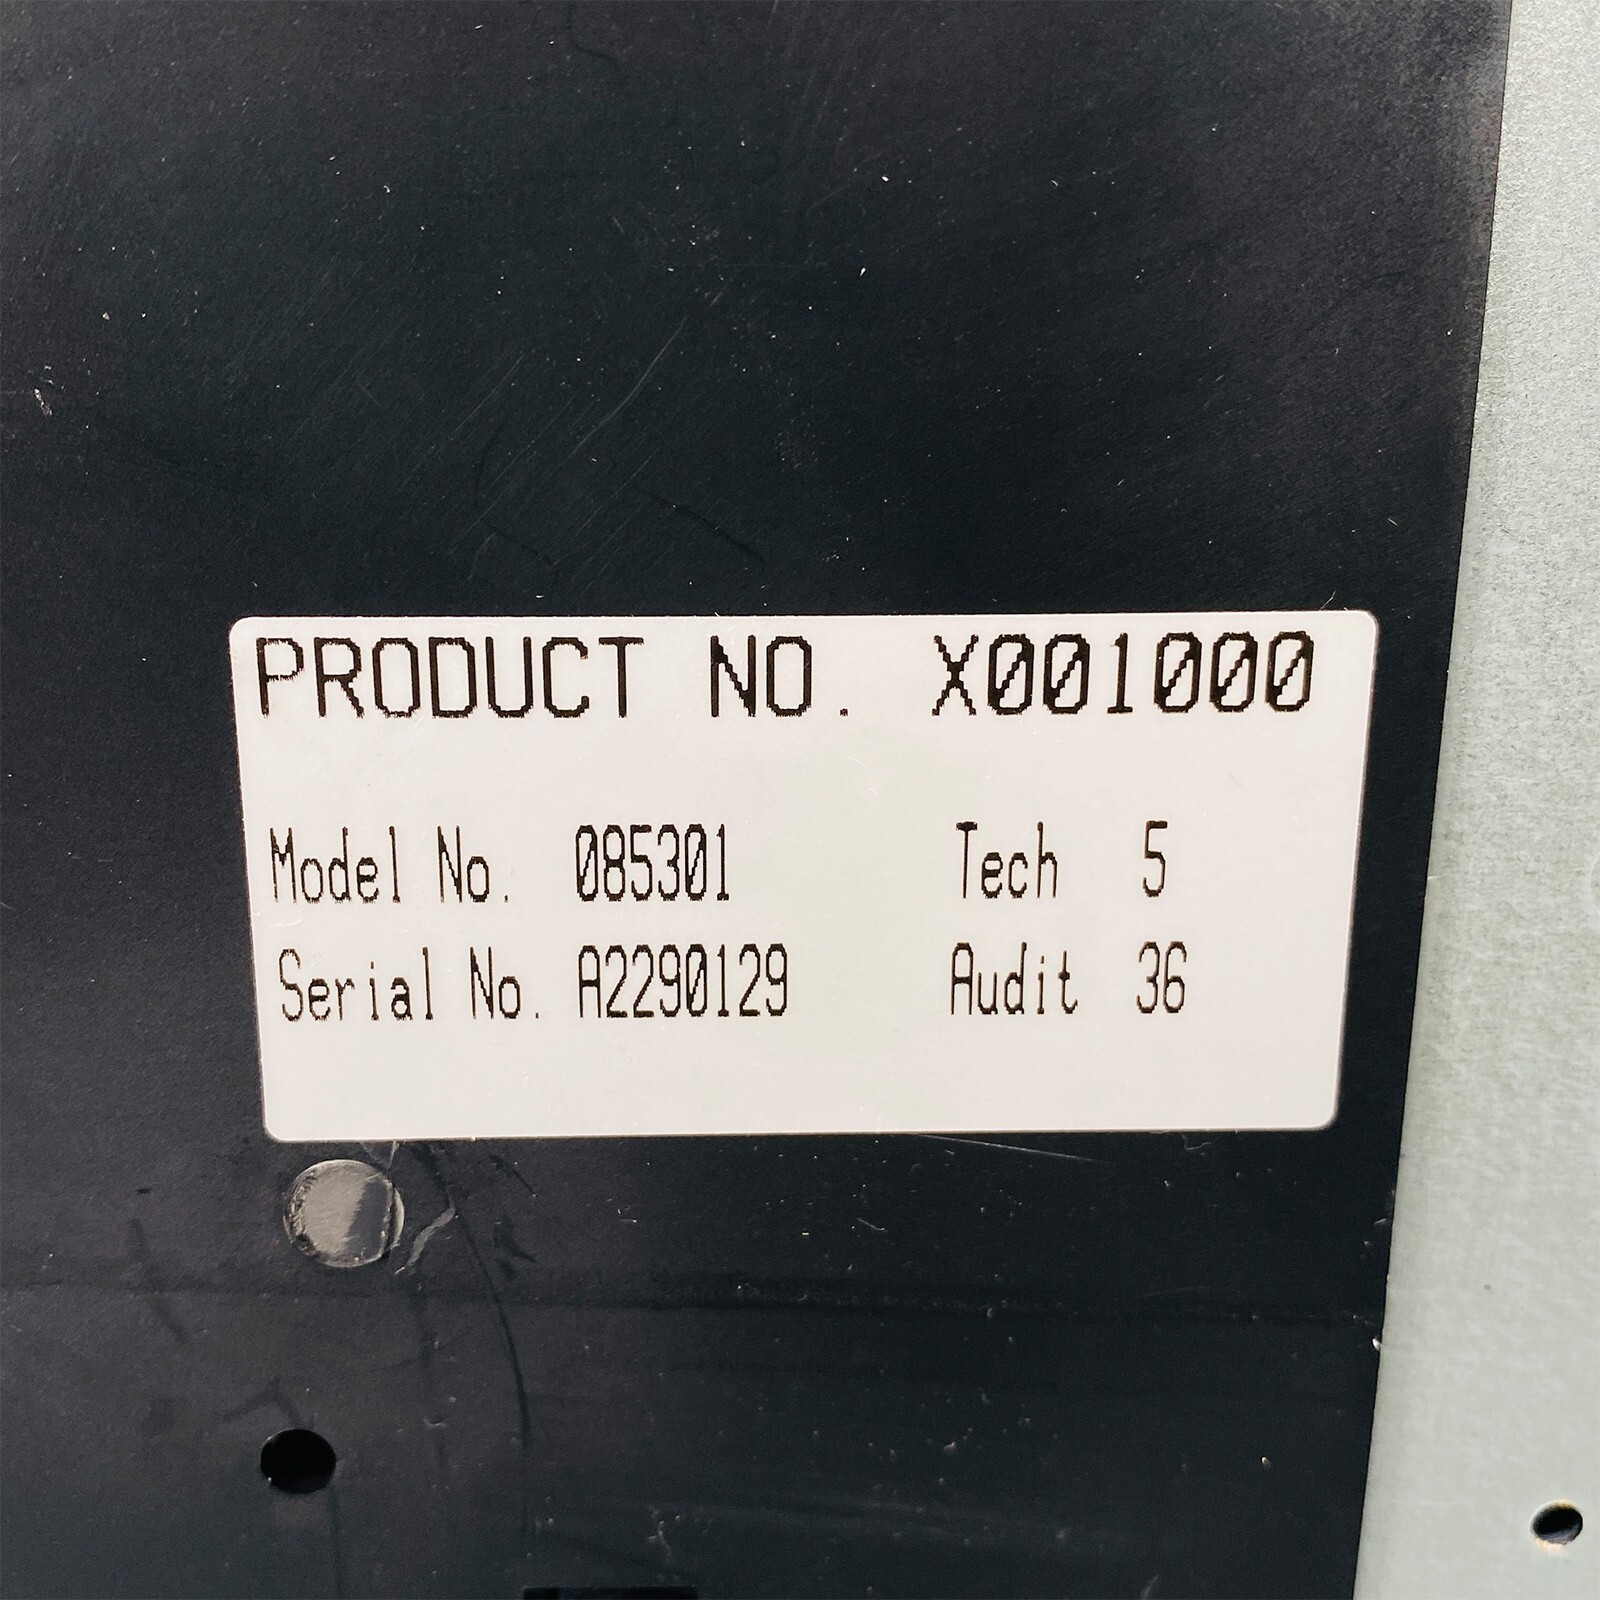 PRODUCT NO. X001000
Model No. 085301 Tech 5
Serial No. A2290129 Audit 36